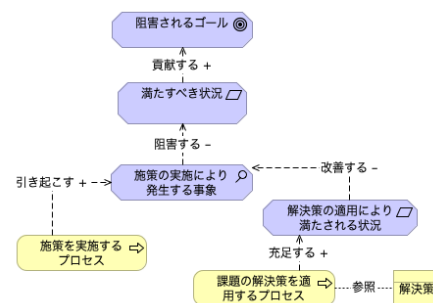 阻害されるゴール
貢献する +
満たすべき状況
阻害する −
引き起こす +
施策の実施により
発生する事象
改善する −
解決策の適用により
満たされる状況
施策を実施する
プロセス
充足する +
課題の解決策を適
用するプロセス
参照
解決策